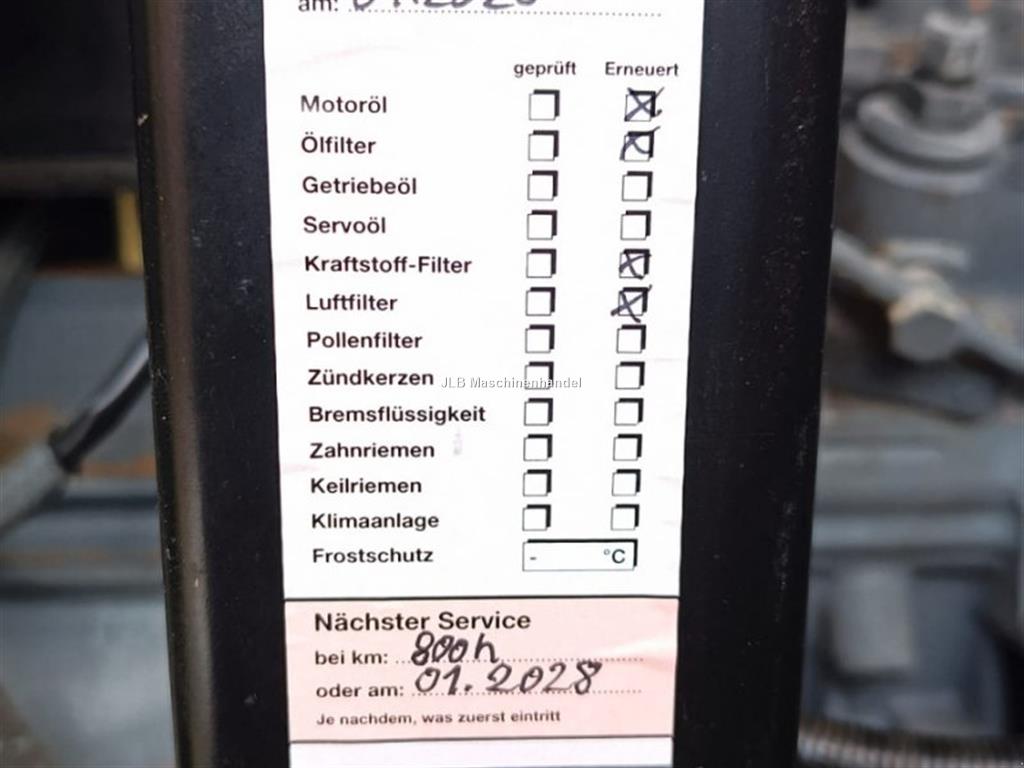 am:
geprüft Erneuert
Motoröl
Ölfilter
Getriebeöl
Servoöl
Kraftstoff-Filter
Luftfilter
Pollenfilter
Zündkerzen
JLB Maschinenhandel
Bremsflüssigkeit
Zahnriemen
Keilriemen
Klimaanlage
Frostschutz - °C
Nächster Service
bei km: 800h
oder am: 01.2028
Je nachdem, was zuerst eintritt